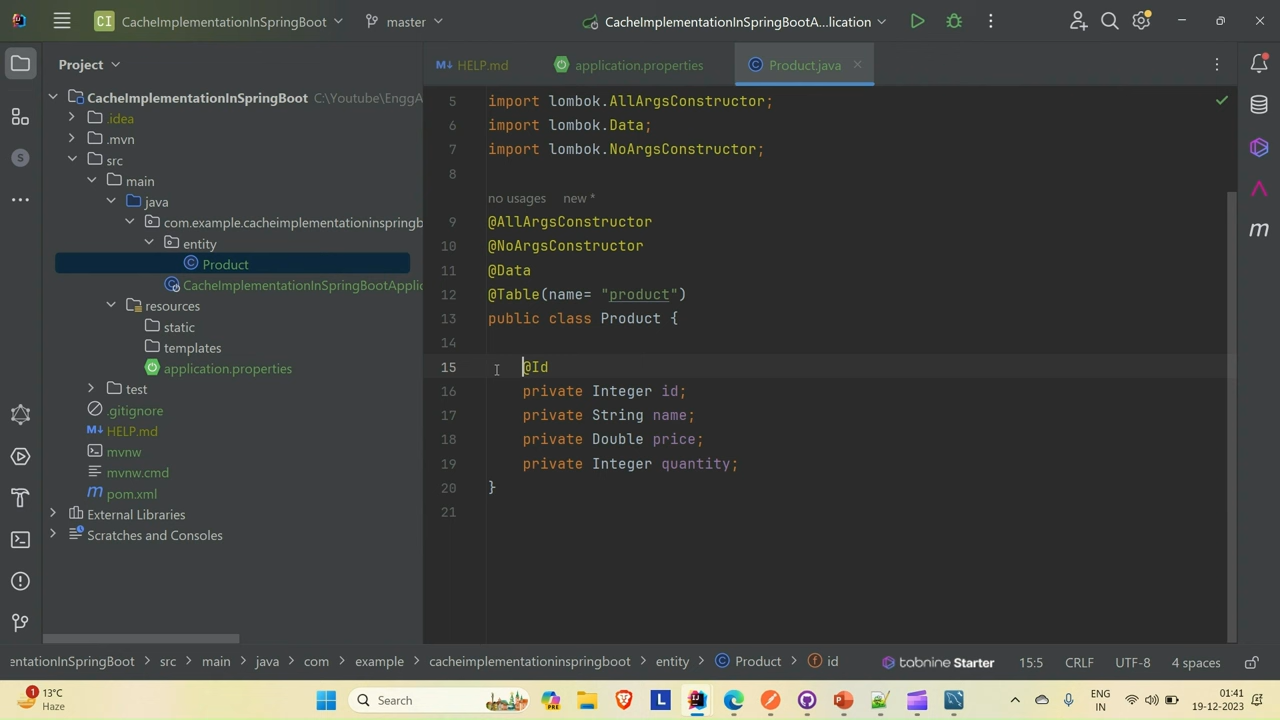 CI CacheImplementationInSpringBoot master CacheImplementationInSpringBootA...lication
Project
HELP.md application.properties Product.java
CacheImplementationInSpringBoot C:\Youtube\EnggA
.idea
.mvn
src
main
java
com.example.cacheimplementationinspringb
entity
Product
CacheImplementationInSpringBootApplic
resources
static
templates
application.properties
test
.gitignore
HELP.md
mvnw
mvnw.cmd
pom.xml
External Libraries
Scratches and Consoles
5 import lombok.AllArgsConstructor;
6 import lombok.Data;
7 import lombok.NoArgsConstructor;
8
no usages new *
9 @AllArgsConstructor
10 @NoArgsConstructor
11 @Data
12 @Table(name= "product")
13 public class Product {
14
15 @Id
16 private Integer id;
17 private String name;
18 private Double price;
19 private Integer quantity;
20 }
21
entationInSpringBoot > src > main > java > com > example > cacheimplementationinspringboot > entity > Product > id tabnine Starter 15:5 CRLF UTF-8 4 spaces
1 13°C
Haze
Search
PRE
L
ENG
IN
01:41
19-12-2023